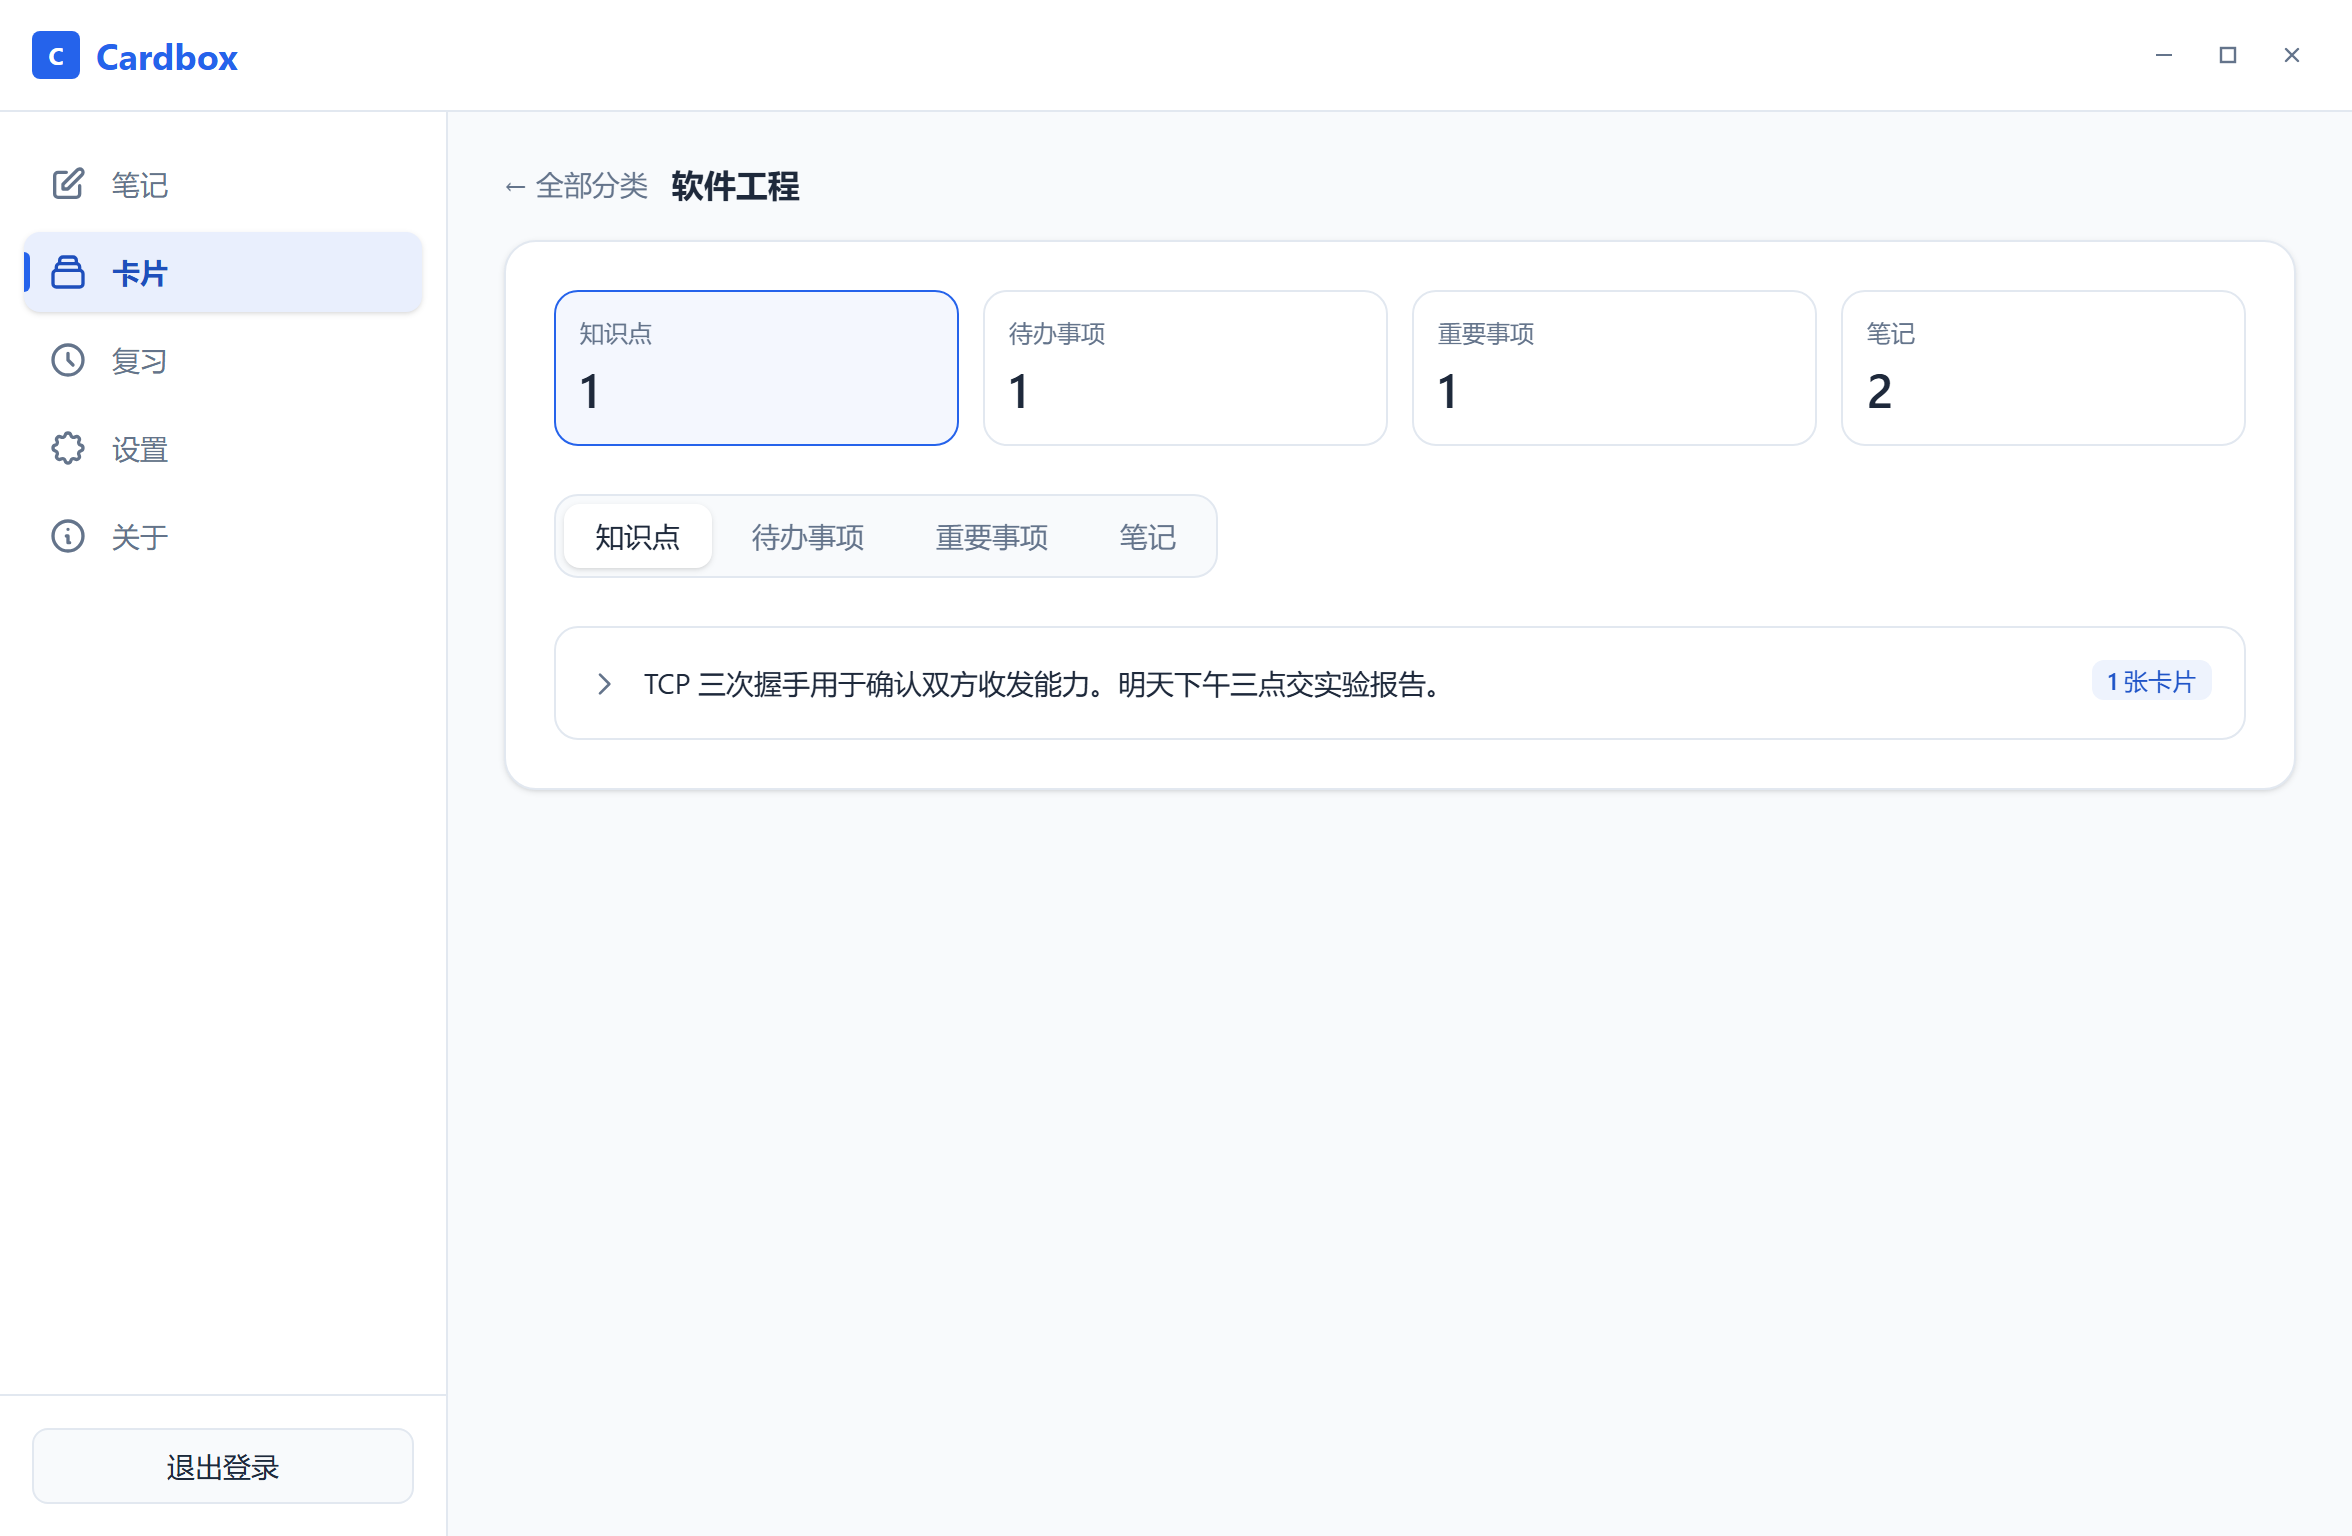 C Cardbox
笔记
卡片
复习
设置
关于
退出登录
← 全部分类 软件工程
知识点
1
待办事项
1
重要事项
1
笔记
2
知识点 待办事项 重要事项 笔记
TCP 三次握手用于确认双方收发能力。明天下午三点交实验报告。 1 张卡片